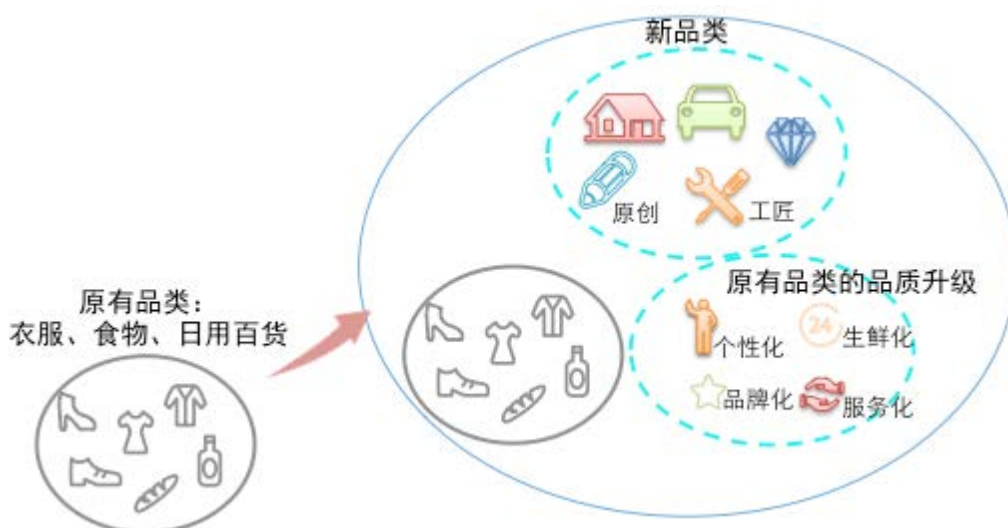 新品类
原创
工匠
原有品类:
衣服、食物、日用百货
原有品类的品质升级
个性化
24
生鲜化
品牌化
服务化